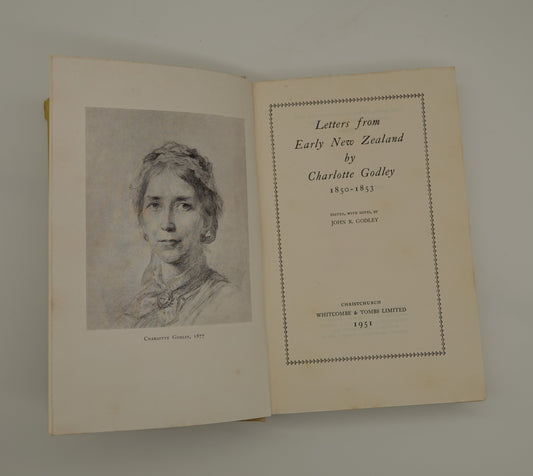 CHARLOTTE GODLEY, 1877
Letters from
Early New Zealand
by
Charlotte Godley
1850-1853
EDITED, WITH NOTES, BY
JOHN R. GODLEY
CHRISTCHURCH
WHITCOMBE & TOMBS LIMITED
1951